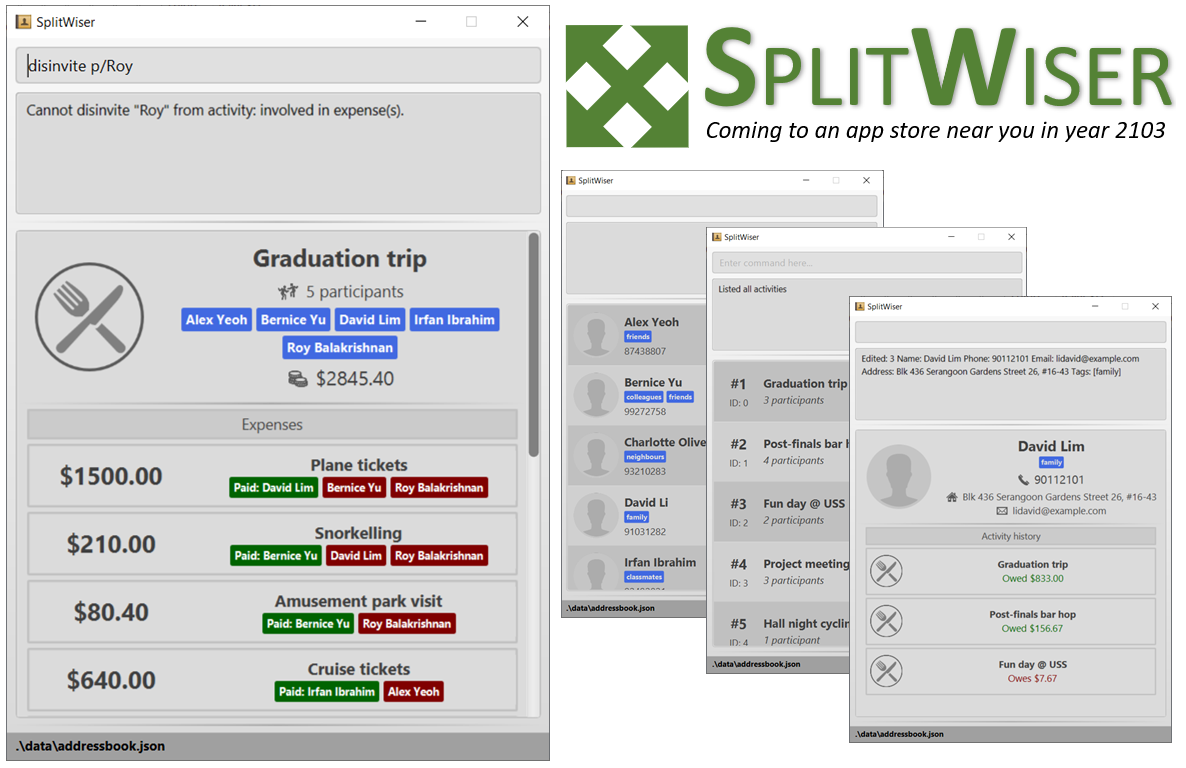 SplitWiser
disinvite p/Roy
Cannot disinvite "Roy" from activity: involved in expense(s).
Graduation trip
5 participants
Alex Yeoh Bernice Yu David Lim Irfan Ibrahim
Roy Balakrishnan
$2845.40
Expenses
$1500.00
Plane tickets
Paid: David Lim Bernice Yu Roy Balakrishnan
$210.00
Snorkelling
Paid: Bernice Yu David Lim Roy Balakrishnan
$80.40
Amusement park visit
Paid: Bernice Yu Roy Balakrishnan
$640.00
Cruise tickets
Paid: Irfan Ibrahim Alex Yeoh
.\data\addressbook.json
SPLITWISER
Coming to an app store near you in year 2103
SplitWiser
Alex Yeoh
friends
87438807
Bernice Yu
colleagues friends
99272758
Charlotte Olive
neighbours
93210283
David Li
family
91031282
Irfan Ibrahim
classmates
.\data\addressbook.json
SplitWiser
Enter command here...
Listed all activities
#1 Graduation trip
ID: 0 3 participants
#2 Post-finals bar
ID: 1 4 participants
#3 Fun day @ USS
ID: 2 2 participants
#4 Project meeting
ID: 3 3 participants
#5 Hall night cyclin
ID: 4 1 participant
.\data\addressbook.json
SplitWiser
Edited: 3 Name: David Lim Phone: 90112101 Email: lidavid@example.com
Address: Blk 436 Serangoon Gardens Street 26, #16-43 Tags: [family]
David Lim
family
90112101
Blk 436 Serangoon Gardens Street 26, #16-43
lidavid@example.com
Activity history
Graduation trip
Owed $833.00
Post-finals bar hop
Owed $156.67
Fun day @ USS
Owes $7.67
.\data\addressbook.json